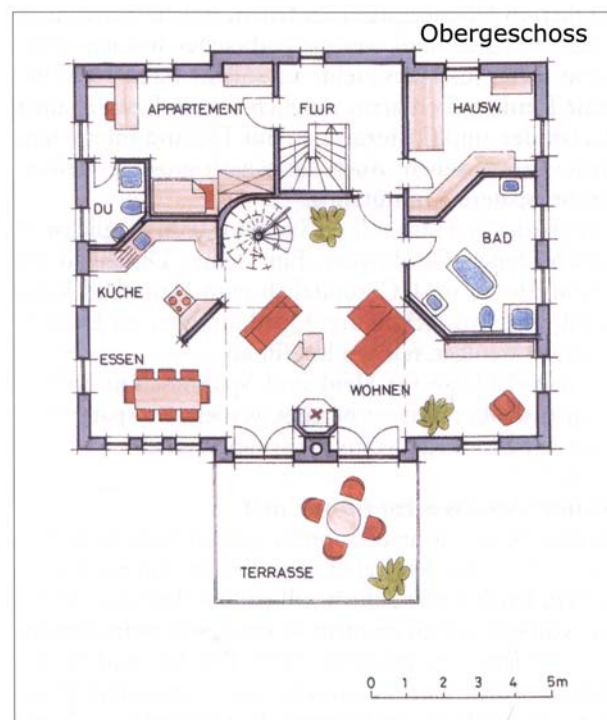 Obergeschoss
APPARTEMENT
FLUR
HAUSW.
DU
BAD
KÜCHE
ESSEN
WOHNEN
TERRASSE
0 1 2 3 4 5m